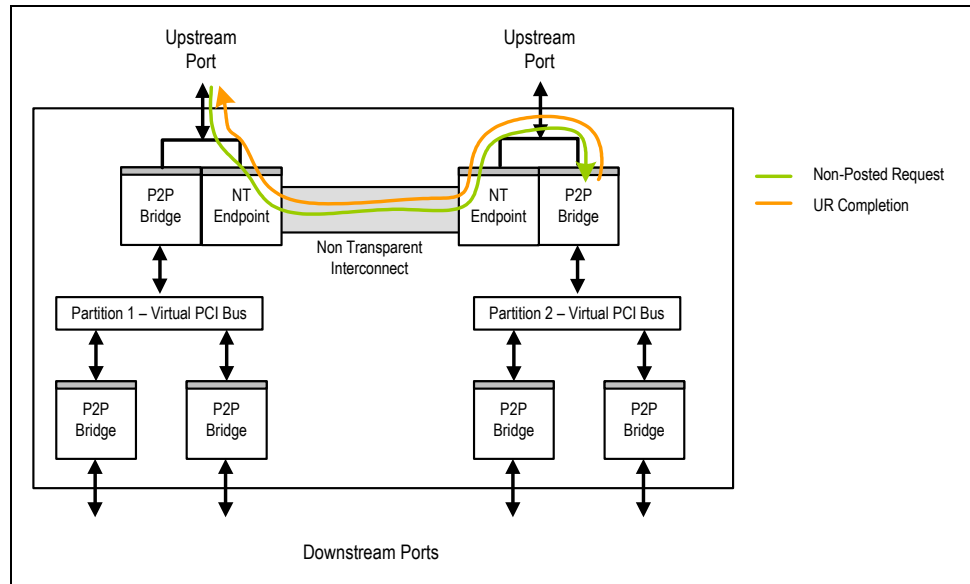 Upstream
Port
Upstream
Port
P2P
Bridge
NT
Endpoint
NT
Endpoint
P2P
Bridge
Non-Posted Request
UR Completion
Non Transparent
Interconnect
Partition 1 – Virtual PCI Bus
Partition 2 – Virtual PCI Bus
P2P
Bridge
P2P
Bridge
P2P
Bridge
P2P
Bridge
Downstream Ports